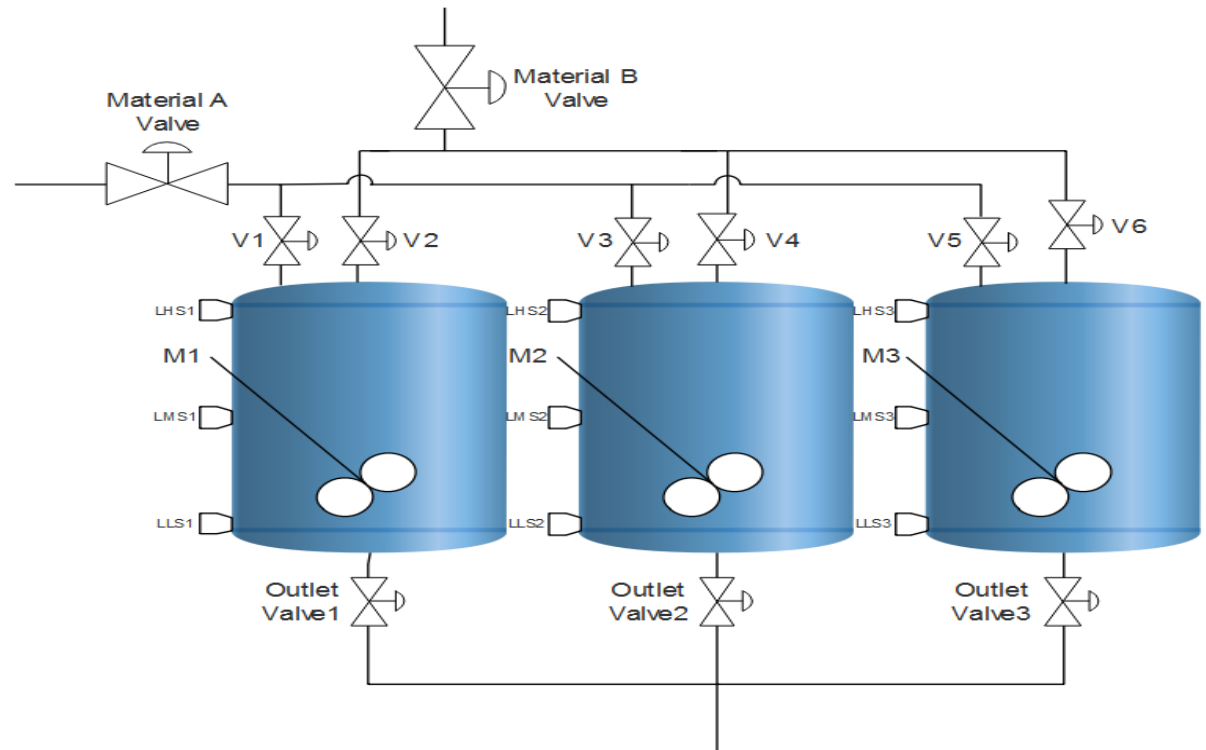 Material B
Valve
Material A
Valve
V1
V2
V3
V4
V5
V6
LHS1
LHS2
LHS3
M1
M2
M3
LMS1
LMS2
LMS3
LLS1
LLS2
LLS3
Outlet
Valve1
Outlet
Valve2
Outlet
Valve3